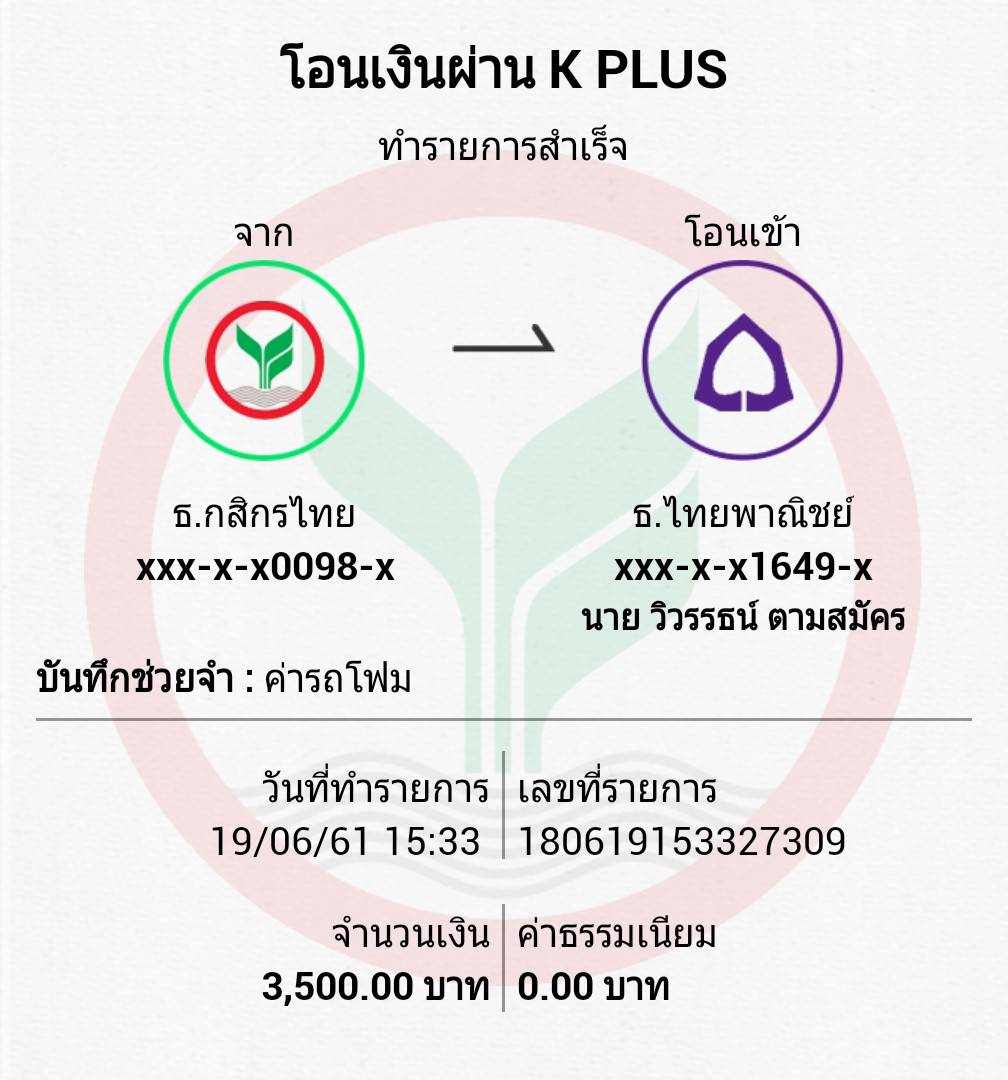 โอนเงินผ่าน K PLUS
ทำรายการสำเร็จ
จาก
โอนเข้า
ธ.กสิกรไทย
xxx-x-x0098-x
ธ.ไทยพาณิชย์
xxx-x-x1649-x
นาย วิวรรธน์ ตามสมัคร
บันทึกช่วยจำ : ค่ารถโฟม
วันที่ทำรายการ
19/06/61 15:33
เลขที่รายการ
180619153327309
จำนวนเงิน
3,500.00 บาท
ค่าธรรมเนียม
0.00 บาท